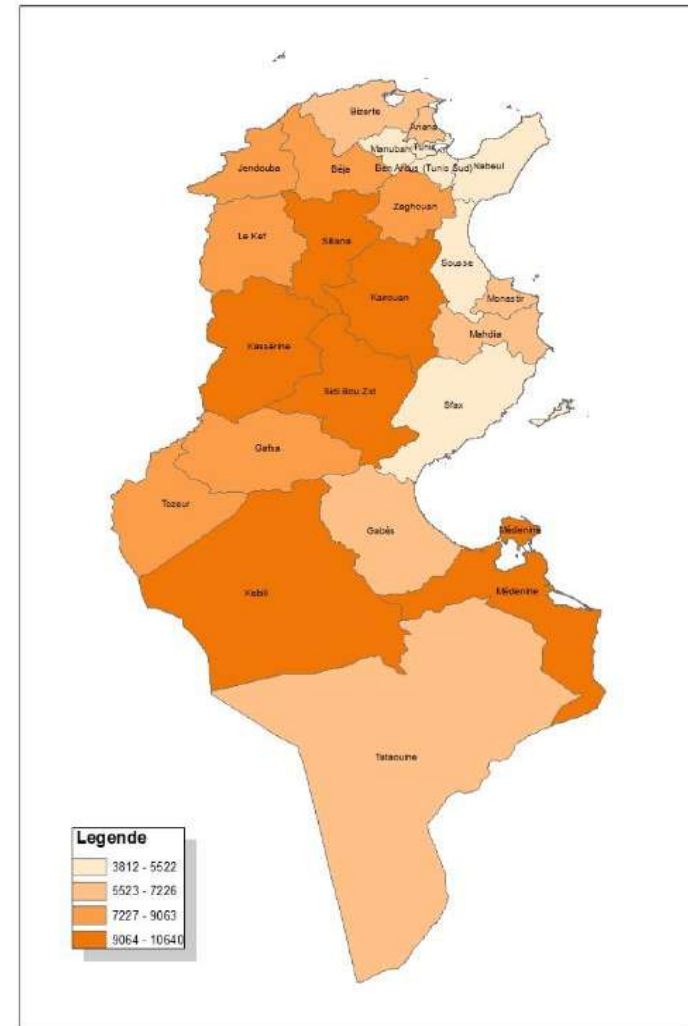 Bizerte
Ariana
Manubah
Tunis
Nabeul
Jendouba
Béja
Ben Arous (Tunis Sud)
Zaghouan
Le Kef
Siliana
Sousse
Kairouan
Monastir
Mahdia
Kassérine
Sidi Bou Zid
Sfax
Gafsa
Tozeur
Gabès
Médenine
Kebili
Médenine
Tataouine
Legende
3812 - 5522
5523 - 7226
7227 - 9063
9064 - 10640